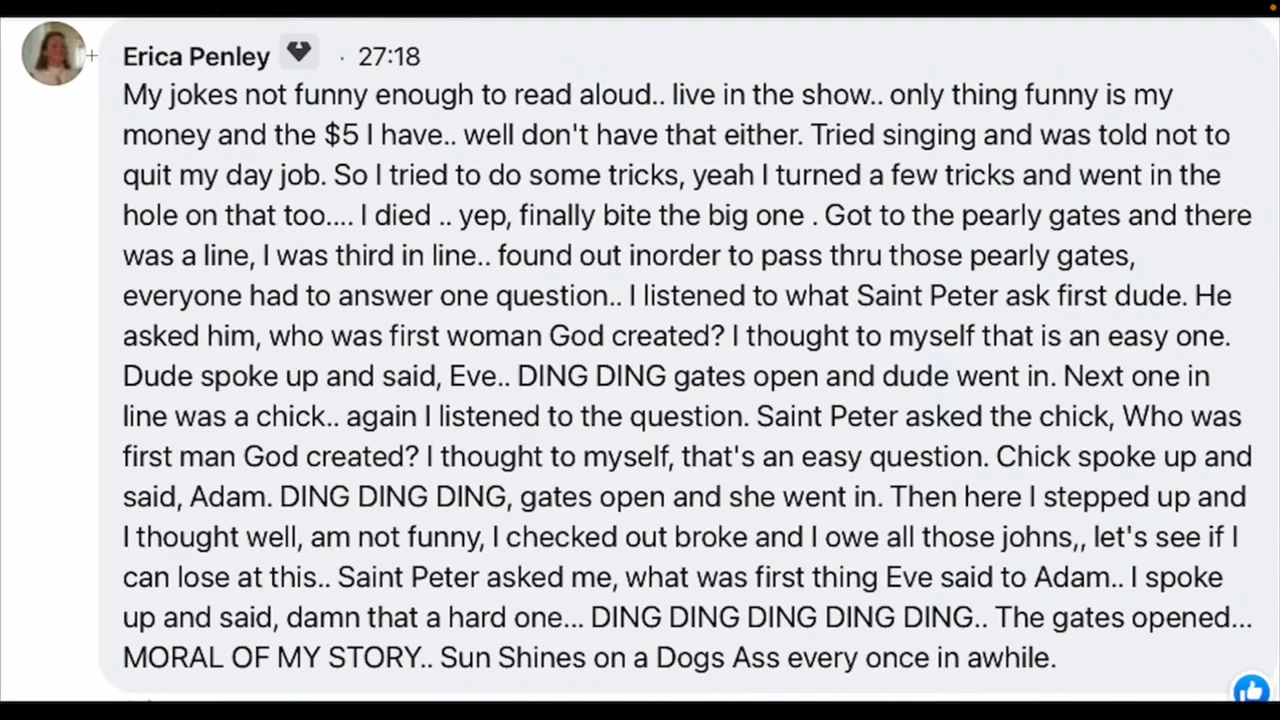 Erica Penley · 27:18
My jokes not funny enough to read aloud.. live in the show.. only thing funny is my
money and the $5 I have.. well don't have that either. Tried singing and was told not to
quit my day job. So I tried to do some tricks, yeah I turned a few tricks and went in the
hole on that too.... I died .. yep, finally bite the big one . Got to the pearly gates and there
was a line, I was third in line.. found out inorder to pass thru those pearly gates,
everyone had to answer one question.. I listened to what Saint Peter ask first dude. He
asked him, who was first woman God created? I thought to myself that is an easy one.
Dude spoke up and said, Eve.. DING DING gates open and dude went in. Next one in
line was a chick.. again I listened to the question. Saint Peter asked the chick, Who was
first man God created? I thought to myself, that's an easy question. Chick spoke up and
said, Adam. DING DING DING, gates open and she went in. Then here I stepped up and
I thought well, am not funny, I checked out broke and I owe all those johns,, let's see if I
can lose at this.. Saint Peter asked me, what was first thing Eve said to Adam.. I spoke
up and said, damn that a hard one... DING DING DING DING DING.. The gates opened...
MORAL OF MY STORY.. Sun Shines on a Dogs Ass every once in awhile.